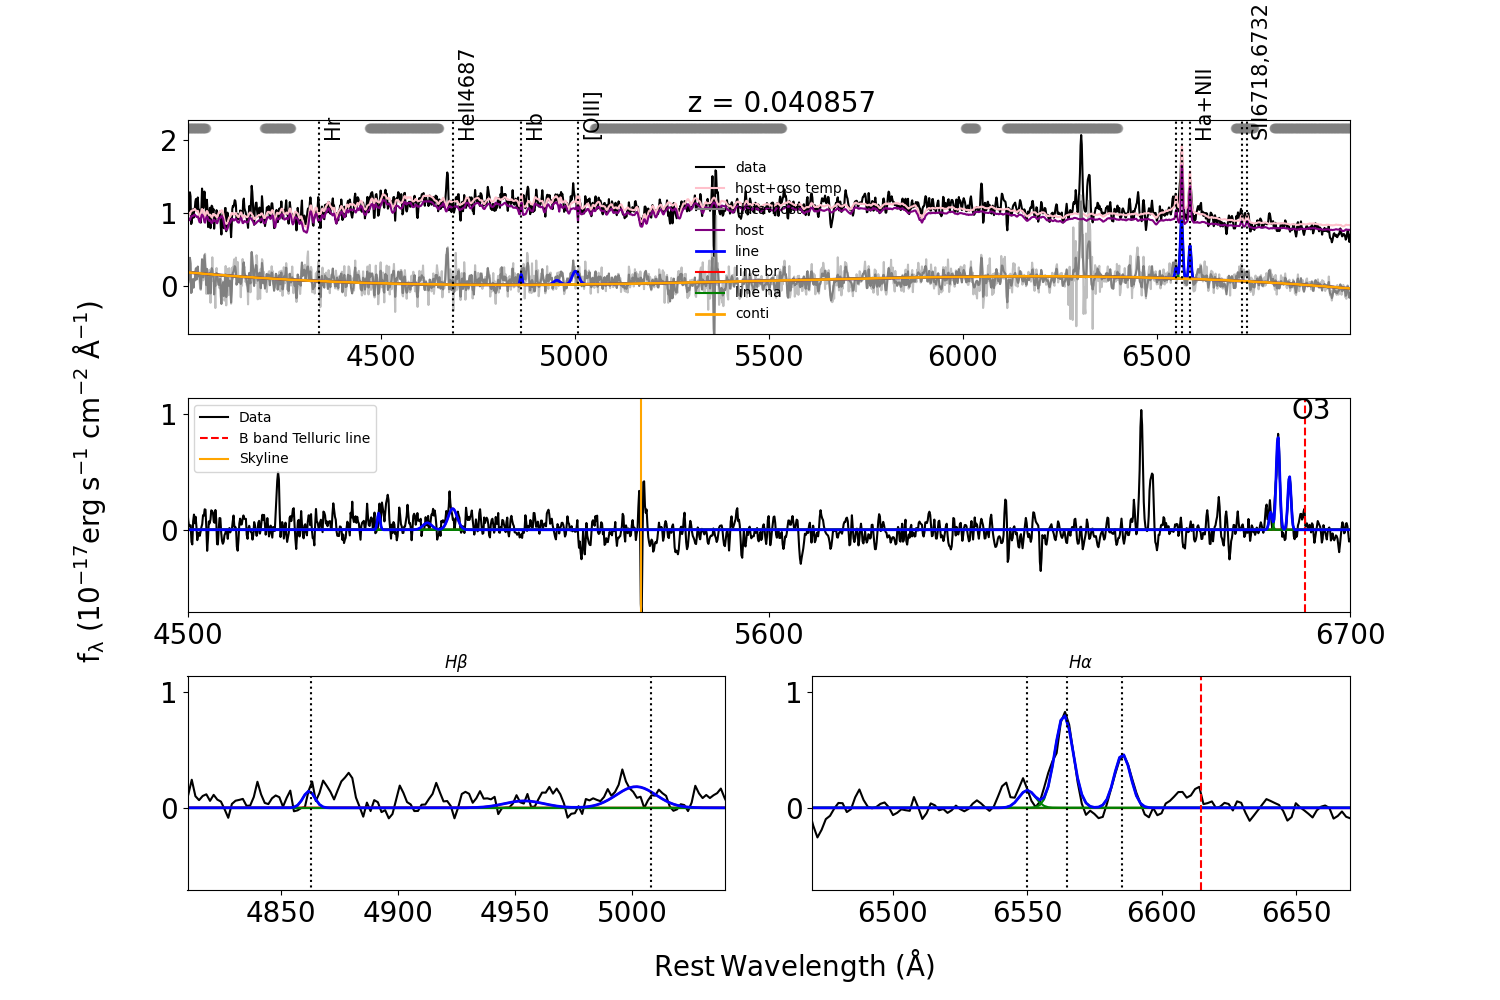 z = 0.040857
Hr
HeII4687
Hb
[OIII]
Ha+NII
SII6718,6732
2
1
0
data
host+qso temp
host
line
line br
line na
conti
4500 5000 5500 6000 6500
f_λ (10^−17 erg s^−1 cm^−2 Å^−1)
1
0
Data
B band Telluric line
Skyline
O3
4500 5600 6700
Hβ
Hα
1
0
4850 4900 4950 5000
1
0
6500 6550 6600 6650
Rest Wavelength (Å)